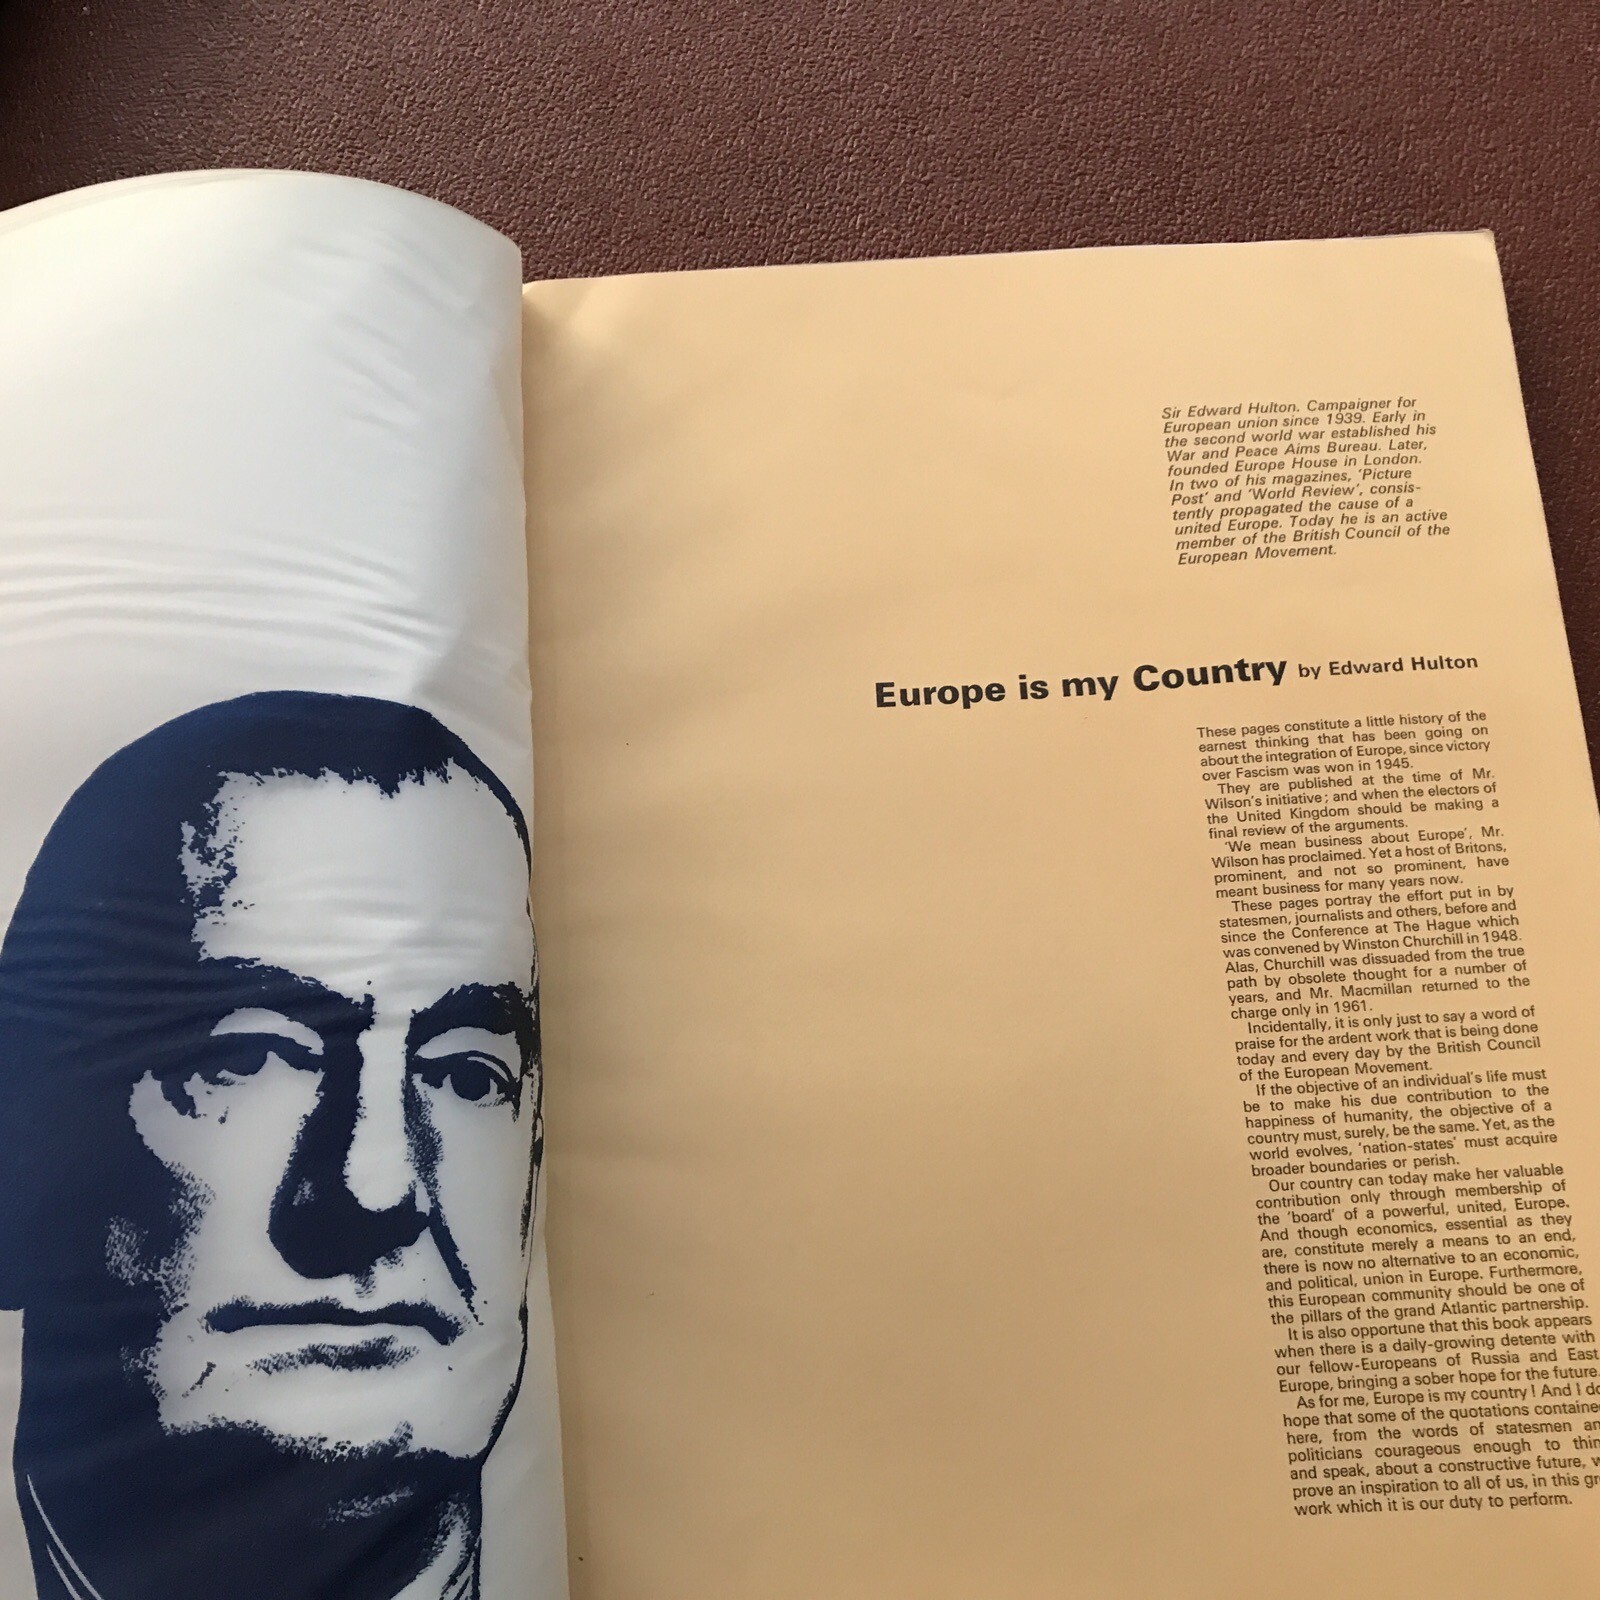 Sir Edward Hulton. Campaigner for
European union since 1939. Early in
the second world war established his
War and Peace Aims Bureau. Later,
founded Europe House in London.
In two of his magazines, 'Picture
Post' and 'World Review', consis-
tently propagated the cause of a
united Europe. Today he is an active
member of the British Council of the
European Movement.
Europe is my Country by Edward Hulton
These pages constitute a little history of the
earnest thinking that has been going on
about the integration of Europe, since victory
over Fascism was won in 1945.
They are published at the time of Mr.
Wilson's initiative; and when the electors of
the United Kingdom should be making a
final review of the arguments.
'We mean business about Europe', Mr.
Wilson has proclaimed. Yet a host of Britons,
prominent, and not so prominent, have
meant business for many years now.
These pages portray the effort put in by
statesmen, journalists and others, before and
since the Conference at The Hague which
was convened by Winston Churchill in 1948.
Alas, Churchill was dissuaded from the true
path by obsolete thought for a number of
years, and Mr. Macmillan returned to the
charge only in 1961.
Incidentally, it is only just to say a word of
praise for the ardent work that is being done
today and every day by the British Council
of the European Movement.
If the objective of an individual's life must
be to make his due contribution to the
happiness of humanity, the objective of a
country must, surely, be the same. Yet, as the
world evolves, 'nation-states' must acquire
broader boundaries or perish.
Our country can today make her valuable
contribution only through membership of
the 'board' of a powerful, united, Europe.
And though economics, essential as they
are, constitute merely a means to an end,
there is now no alternative to an economic,
and political, union in Europe. Furthermore,
this European community should be one of
the pillars of the grand Atlantic partnership.
It is also opportune that this book appears
when there is a daily-growing detente with
our fellow-Europeans of Russia and East
Europe, bringing a sober hope for the future.
As for me, Europe is my country! And I do
hope that some of the quotations
here, from the words of statesmen
politicians courageous enough to
and speak, about a constructive future,
prove an inspiration to all of us, in this
work which it is our duty to perform.